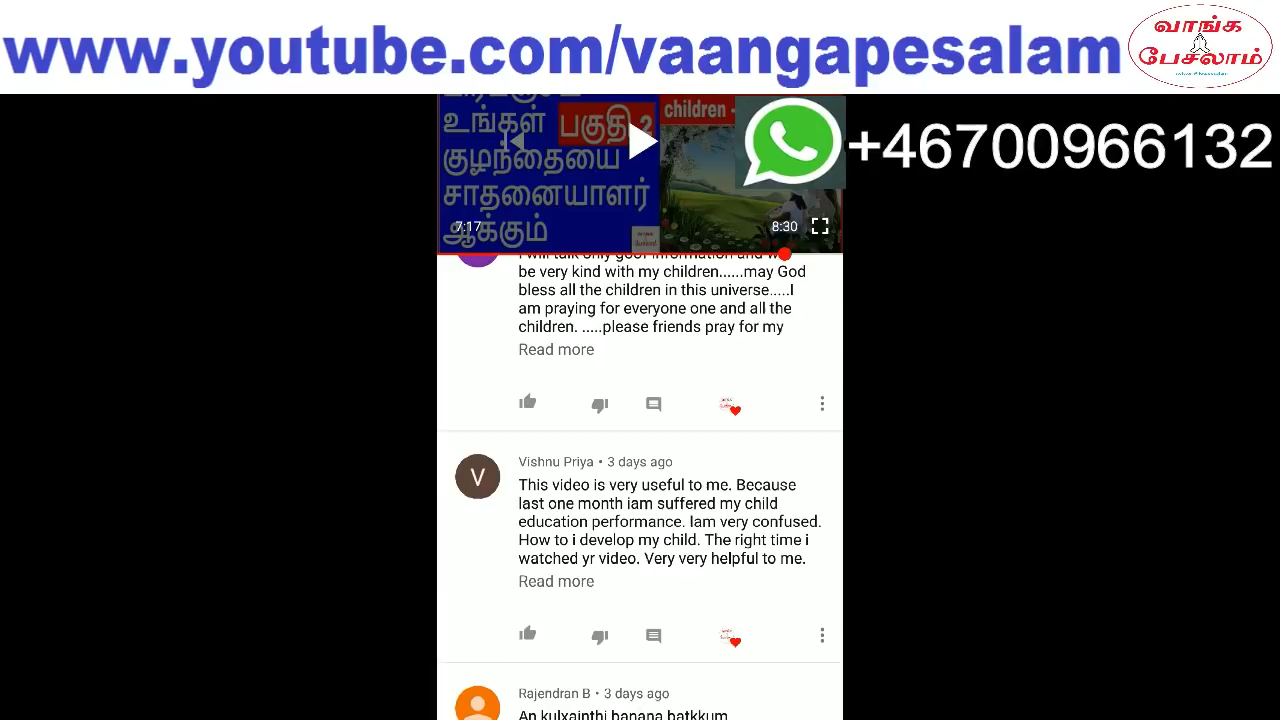 www.youtube.com/vaangapesalam
வாங்க
பேசலாம்
உங்கள்
பகுதி 2
குழந்தையை
சாதனையாளர்
ஆக்கும்
children -
+46700966132
7:17
8:30
be very kind with my children......may God
bless all the children in this universe.....I
am praying for everyone one and all the
children. .....please friends pray for my
Read more
Vishnu Priya • 3 days ago
V
This video is very useful to me. Because
last one month iam suffered my child
education performance. Iam very confused.
How to i develop my child. The right time i
watched yr video. Very very helpful to me.
Read more
Rajendran B • 3 days ago
An kulxainthi banana batkkum